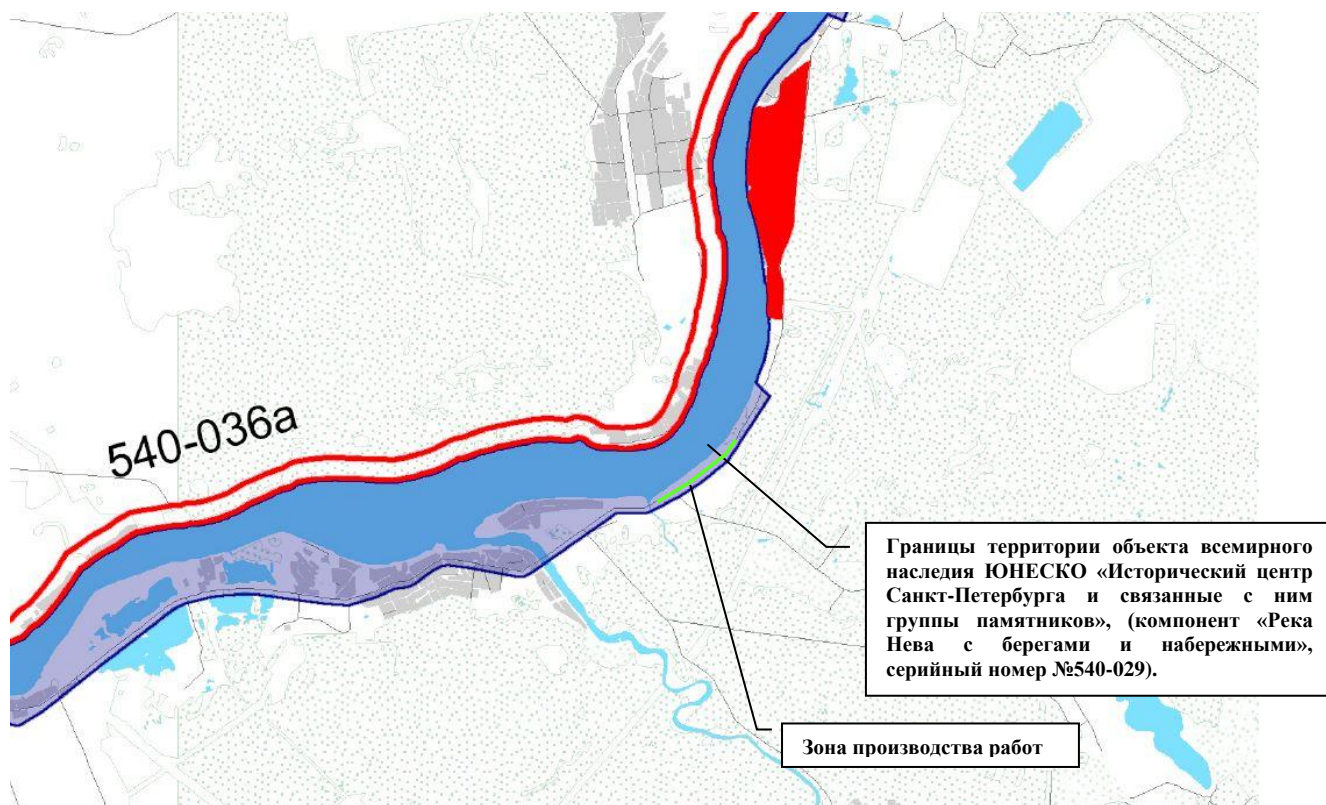 540-036a
Границы территории объекта всемирного
наследия ЮНЕСКО «Исторический центр
Санкт-Петербурга и связанные с ним
группы памятников», (компонент «Река
Нева с берегами и набережными»,
серийный номер №540-029).
Зона производства работ